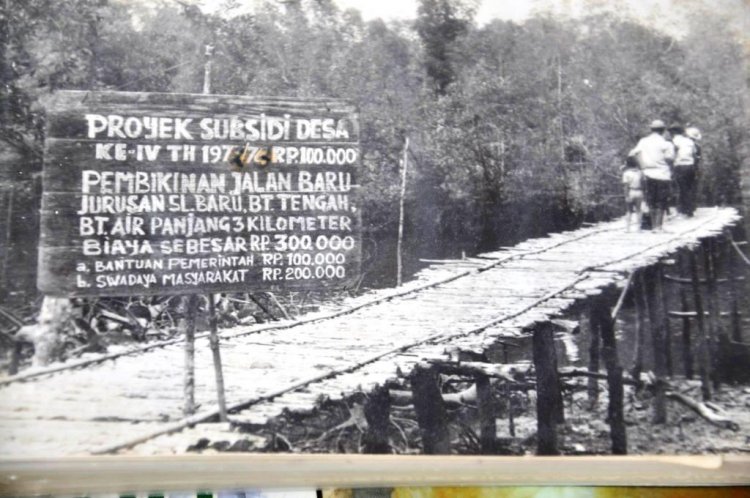 PROYEK SUBSIDI DESA
KE-IV TH RP.100.000
PEMBIKINAN JALAN BARU
JURUSAN SL. BARU, BT. TENGAH,
BT. AIR PANJANG 3 KILOMETER
BIAYA SEBESAR RP 300.000
a. BANTUAN PEMERINTAH RP. 100.000
b. SWADAYA MASYARAKAT RP. 200.000